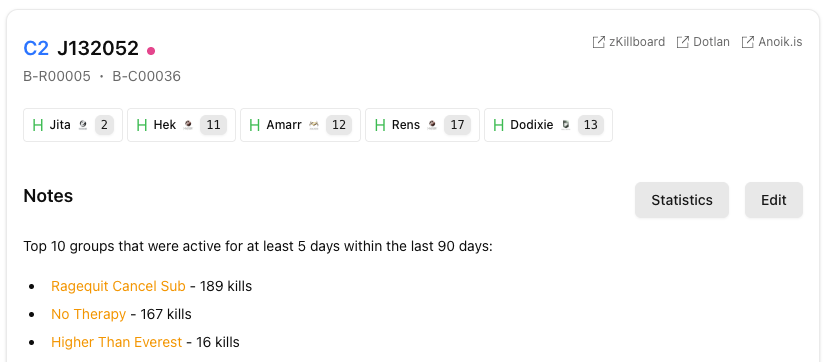 C2 J132052
zKillboard Dotlan Anoik.is
B-R00005 • B-C00036
H Jita 2 H Hek 11 H Amarr 12 H Rens 17 H Dodixie 13
Notes
Statistics Edit
Top 10 groups that were active for at least 5 days within the last 90 days:
• Ragequit Cancel Sub - 189 kills
• No Therapy - 167 kills
• Higher Than Everest - 16 kills